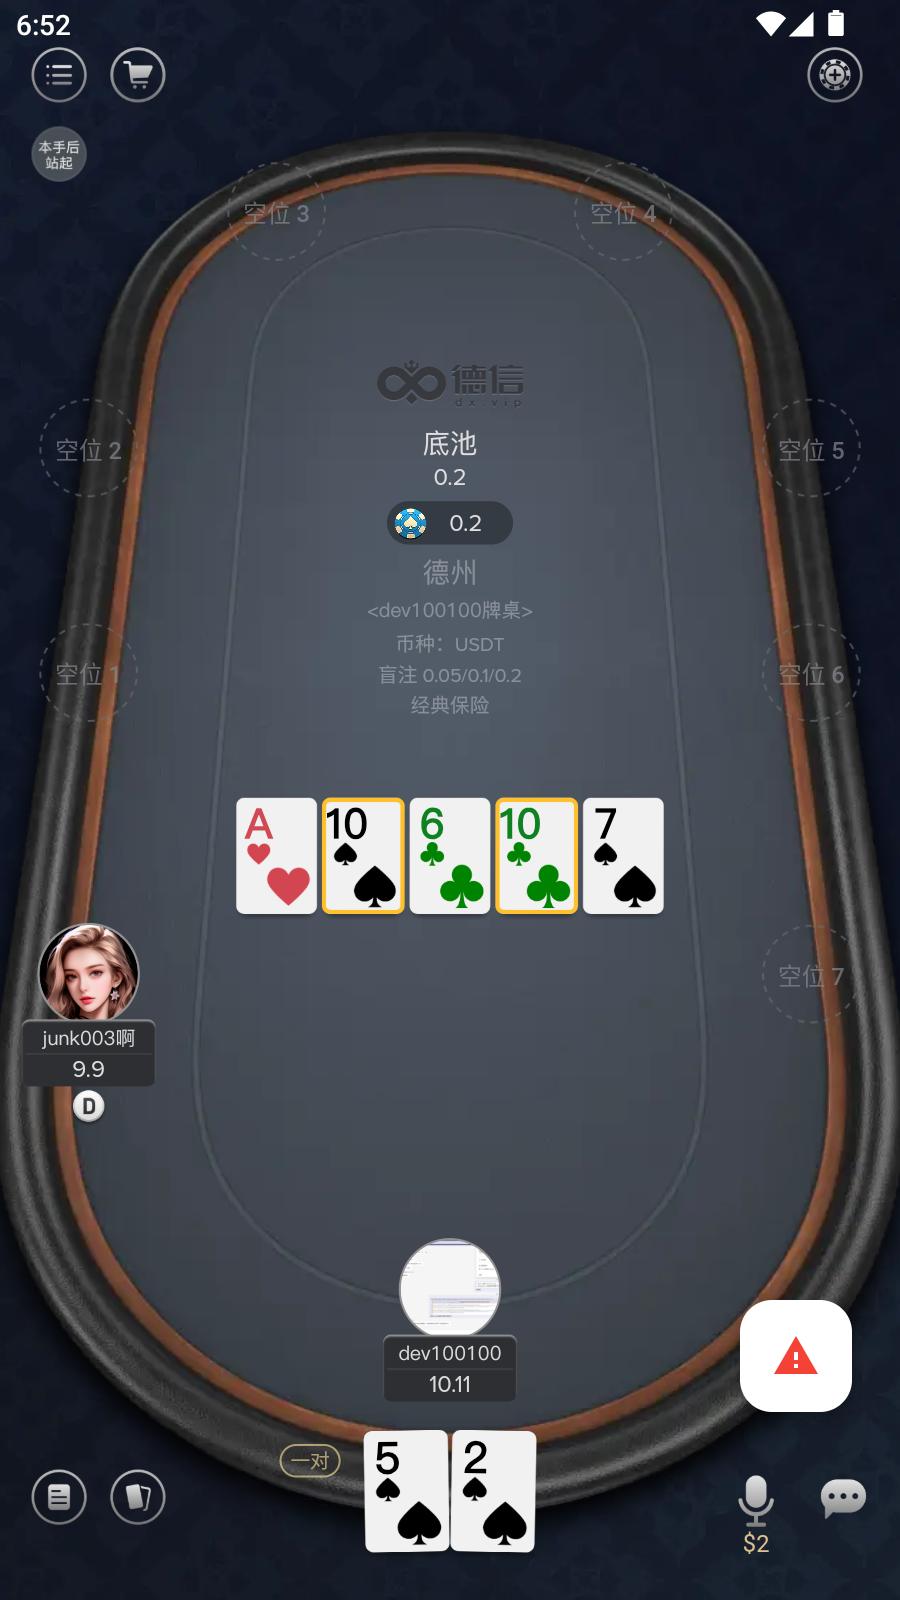 6:52
本手后
站起
空位 3
空位 4
德信
dx.vip
底池
0.2
0.2
空位 2
空位 5
德州
<dev100100牌桌>
币种：USDT
盲注 0.05/0.1/0.2
经典保险
空位 1
空位 6
A
10
6
10
7
空位 7
junk003啊
9.9
D
dev100100
10.11
一对
5
2
$2